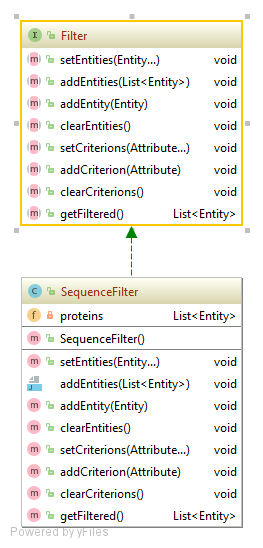 I Filter
m setEntities(Entity...) void
m addEntities(List<Entity>) void
m addEntity(Entity) void
m clearEntities() void
m setCriterions(Attribute...) void
m addCriterion(Attribute) void
m clearCriterions() void
m getFiltered() List<Entity>
C SequenceFilter
f proteins List<Entity>
m SequenceFilter()
m setEntities(Entity...) void
addEntities(List<Entity>) void
m addEntity(Entity) void
m clearEntities() void
m setCriterions(Attribute...) void
m addCriterion(Attribute) void
m clearCriterions() void
m getFiltered() List<Entity>
Powered by yFiles